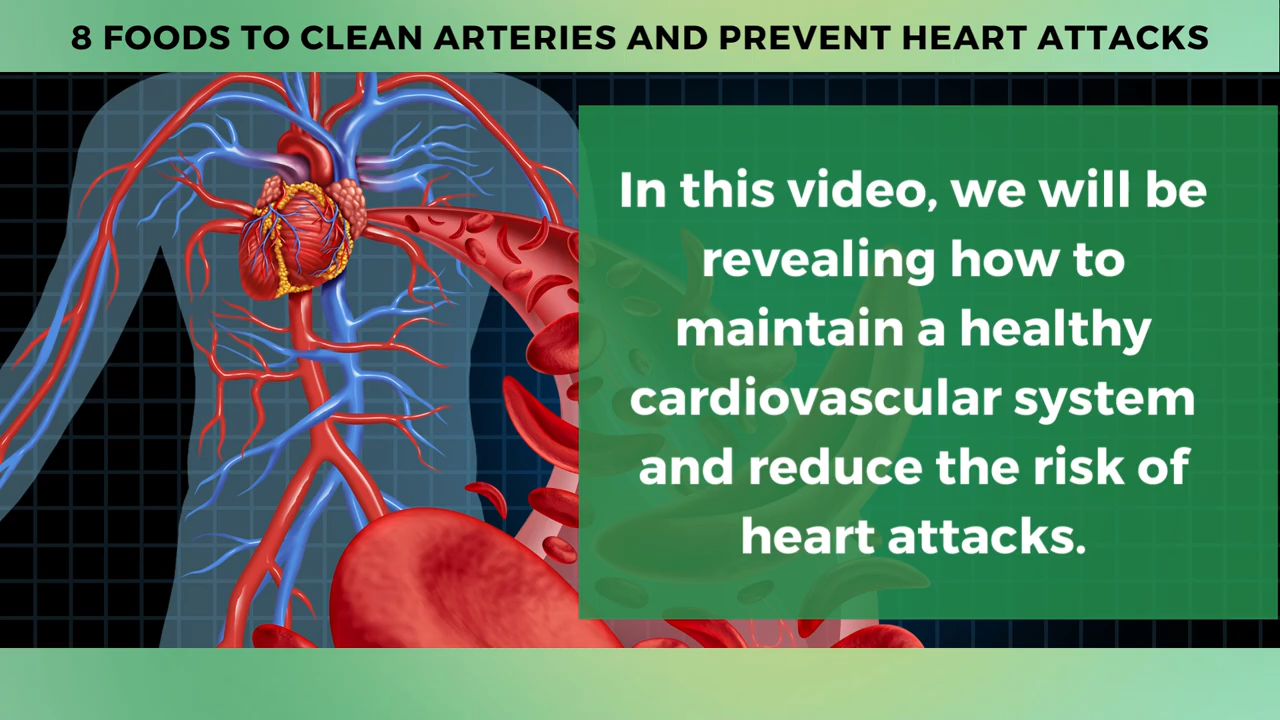 8 FOODS TO CLEAN ARTERIES AND PREVENT HEART ATTACKS
In this video, we will be
revealing how to
maintain a healthy
cardiovascular system
and reduce the risk of
heart attacks.